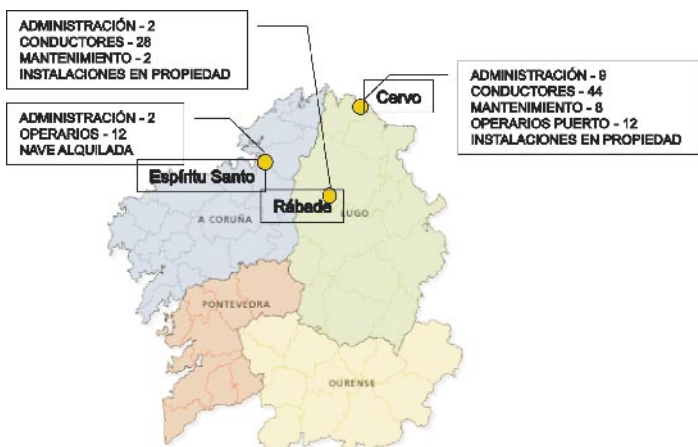 ADMINISTRACIÓN - 2
CONDUCTORES - 28
MANTENIMIENTO - 2
INSTALACIONES EN PROPIEDAD
ADMINISTRACIÓN - 9
CONDUCTORES - 44
MANTENIMIENTO - 8
OPERARIOS PUERTO - 12
INSTALACIONES EN PROPIEDAD
Cervo
ADMINISTRACIÓN - 2
OPERARIOS - 12
NAVE ALQUILADA
Espíritu Santo
Rábade
A CORUÑA
LUGO
PONTEVEDRA
OURENSE